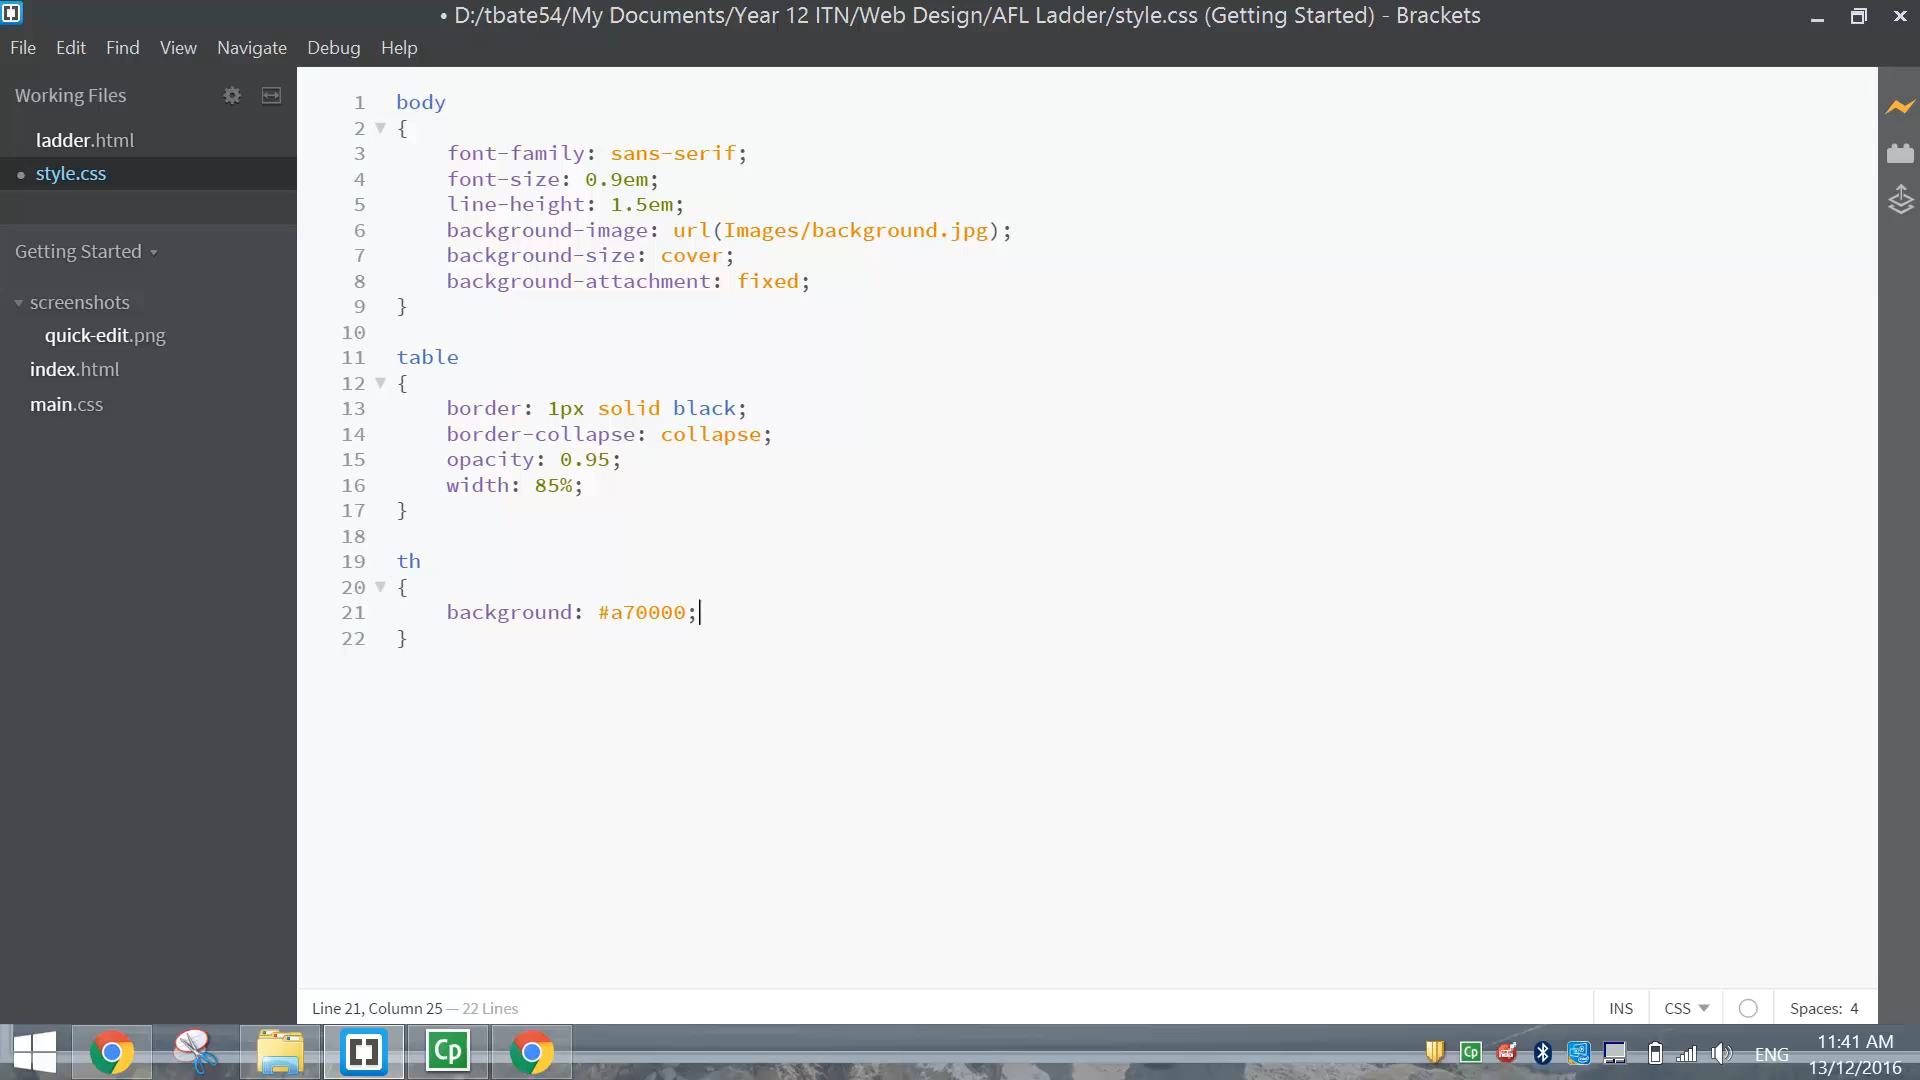 • D:/tbate54/My Documents/Year 12 ITN/Web Design/AFL Ladder/style.css (Getting Started) - Brackets
File Edit Find View Navigate Debug Help
Working Files
ladder.html
style.css
Getting Started
screenshots
quick-edit.png
index.html
main.css
1 body
2 {
3 font-family: sans-serif;
4 font-size: 0.9em;
5 line-height: 1.5em;
6 background-image: url(Images/background.jpg);
7 background-size: cover;
8 background-attachment: fixed;
9 }
10
11 table
12 {
13 border: 1px solid black;
14 border-collapse: collapse;
15 opacity: 0.95;
16 width: 85%;
17 }
18
19 th
20 {
21 background: #a70000;
22 }
Line 21, Column 25 — 22 Lines
INS CSS Spaces: 4
Cp
Cp
ENG
11:41 AM
13/12/2016